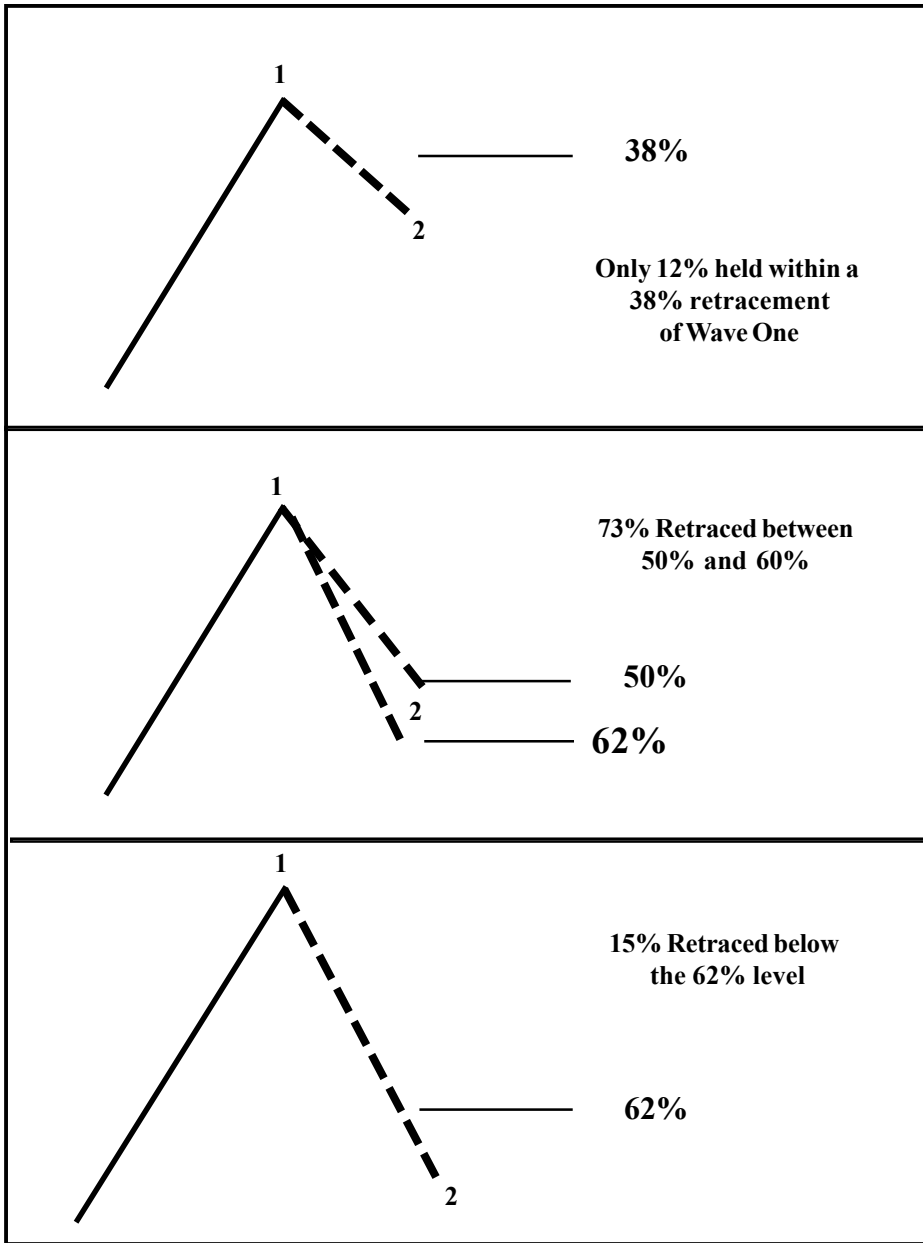 1
38%
2
Only 12% held within a
38% retracement
of Wave One
1
73% Retraced between
50% and 60%
50%
2
62%
1
15% Retraced below
the 62% level
62%
2